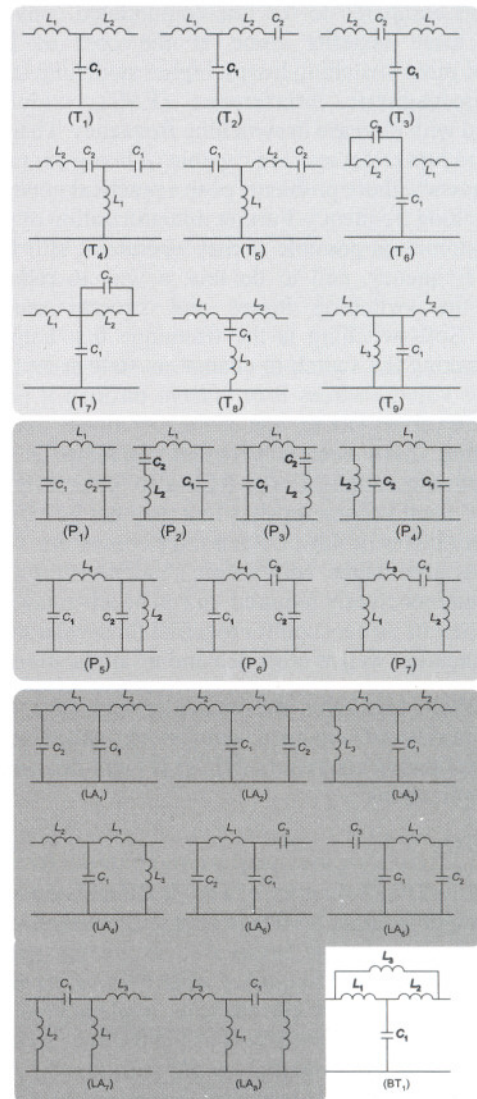 L1 L2 L1 L2 C2 L2 C2 L1
C1 C1 C1
(T1) (T2) (T3)
C2
L2 C2 C1 C1 L2 C2 L2 L1
L1 L1 C1
(T4) (T5) (T6)
C2
L1 L2 L1 L2 L1 L2
C1 C1 L3 L3 C1
(T7) (T8) (T9)
L1 L1 L1 L1
C1 C2 C2 L2 C1 C1 C2 L2 L2 C2 C1
(P1) (P2) (P3) (P4)
L1 L1 C3 L3 C1
C1 C2 L2 C1 C2 L1 L2
(P5) (P6) (P7)
L1 L2 L2 L1 L1 L2
C2 C1 C1 C2 L3 C1
(LA1) (LA2) (LA3)
L2 L1 L1 C3 C3 L1
C1 L3 C2 C1 C1 C2
(LA4) (LA5)
C1 L3 C1 L3 L1 L2
L2 L1 L1 C1
(LA7) (BT1)